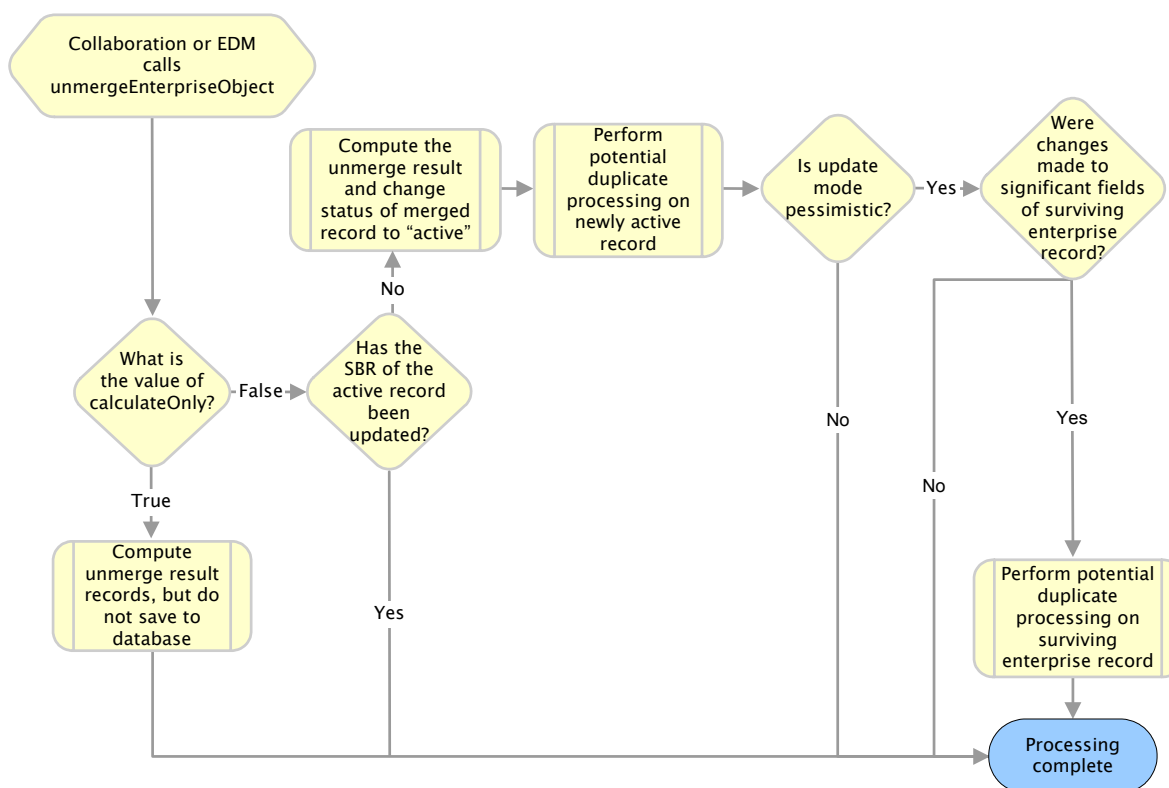 Collaboration or EDM
calls
unmergeEnterpriseObject
Compute the
unmerge result
and change
status of merged
record to “active”
Perform
potential
duplicate
processing on
newly active
record
Is update
mode
pessimistic?
Yes
Were
changes
made to
significant fields
of surviving
enterprise
record?
No
What is
the value of
calculateOnly?
False
Has the
SBR of the
active record
been
updated?
No
Yes
No
True
Compute
unmerge result
records, but do
not save to
database
Yes
Perform potential
duplicate
processing on
surviving
enterprise record
Processing
complete